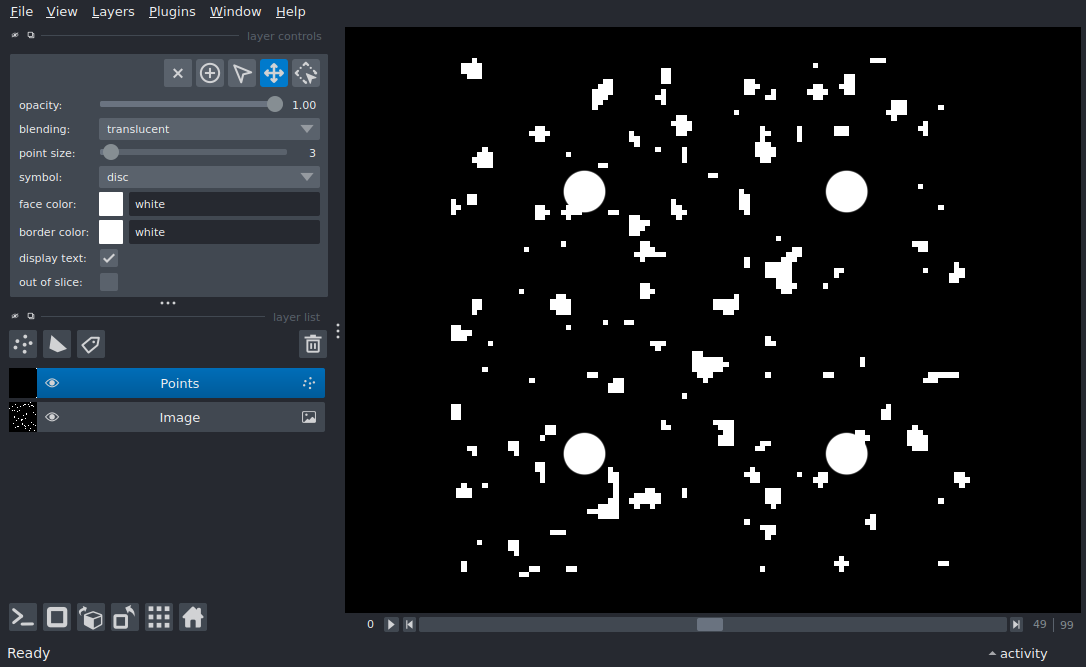 File View Layers Plugins Window Help
layer controls
opacity: 1.00
blending: translucent
point size: 3
symbol: disc
face color: white
border color: white
display text:
out of slice:
layer list
Points
Image
0 49 99
Ready activity